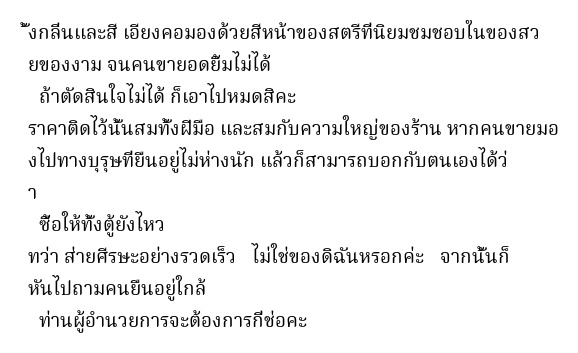 ั้งกลีนและสี เอียงคอมองด้วยสีหน้าของสตรีที่นิยมชมชอบในของสว
ยของงาม จนคนขายอดยิ้มไม่ได้
ถ้าตัดสินใจไม่ได้ ก็เอาไปหมดสิคะ
ราคาติดไว้นั้นสมทั้งฝีมือ และสมกับความใหญ่ของร้าน หากคนขายมอ
งไปทางบุรุษที่ยืนอยู่ไม่ห่างนัก แล้วก็สามารถบอกกับตนเองได้ว่
า
ซื้อให้ทั้งตู้ยังไหว
ทว่า ส่ายศีรษะอย่างรวดเร็ว ไม่ใช่ของดิฉันหรอกค่ะ จากนั้นก็
หันไปถามคนยืนอยู่ใกล้
ท่านผู้อำนวยการจะต้องการกี่ช่อคะ